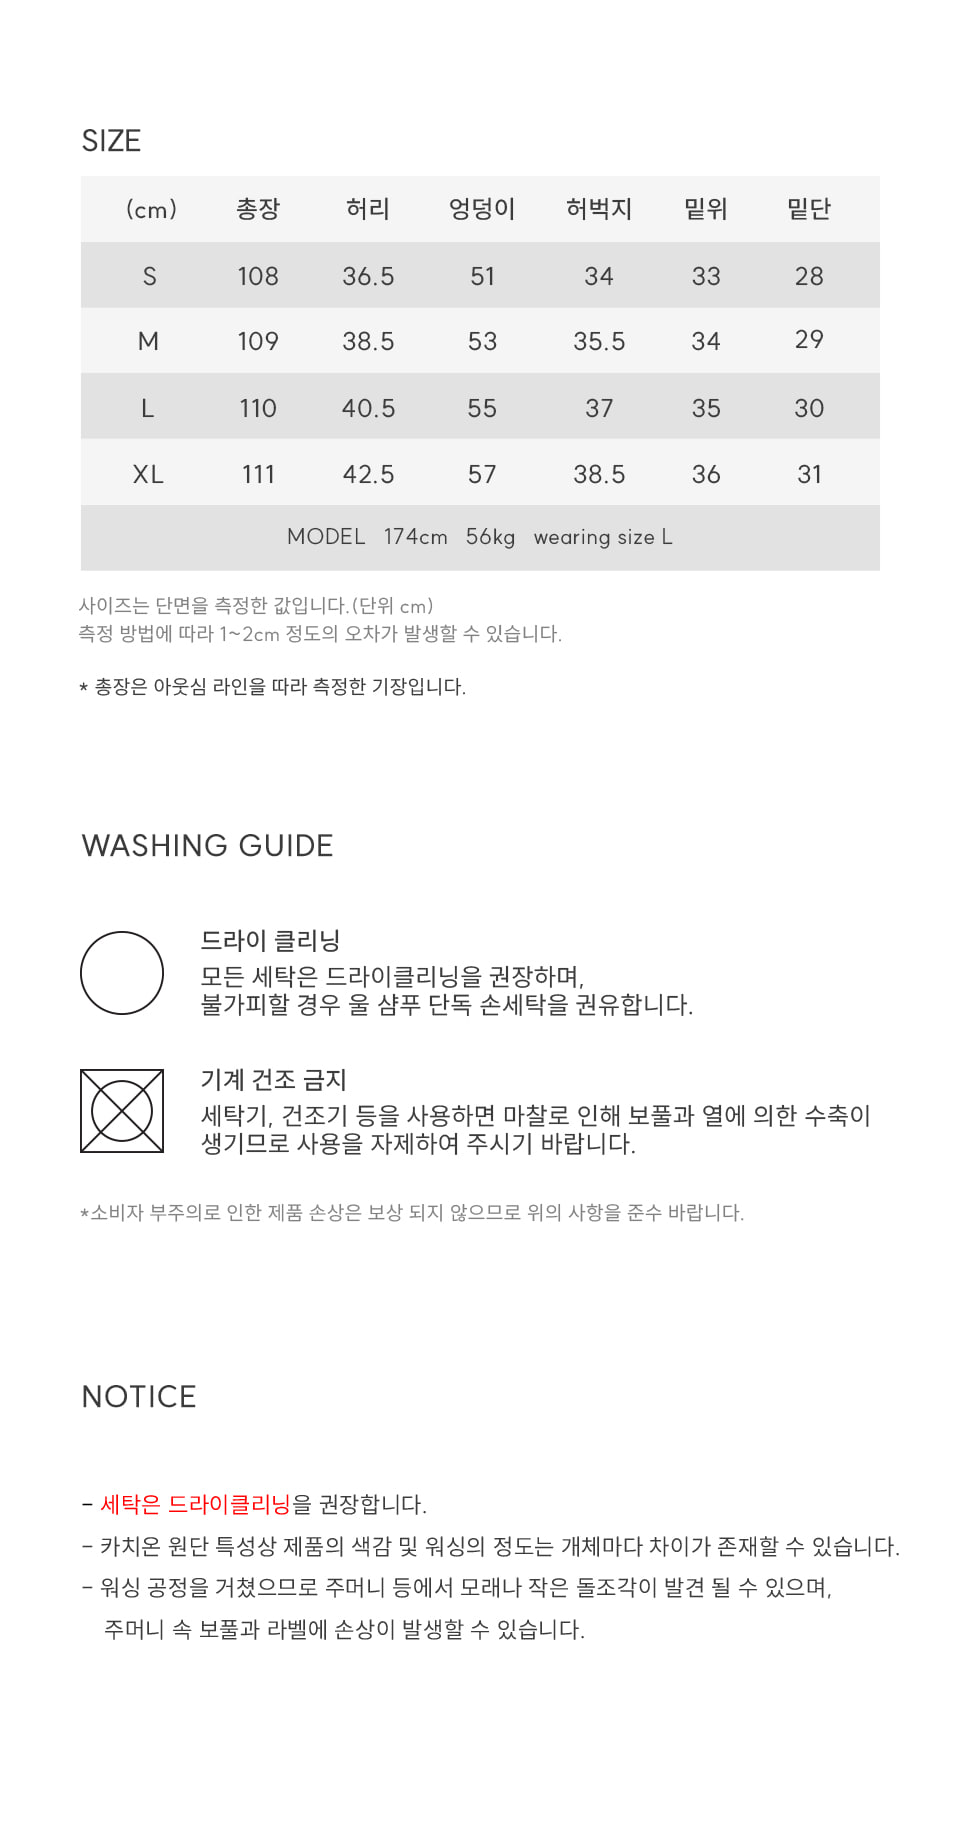 SIZE
(cm) 총장 허리 엉덩이 허벅지 밑위 밑단
S 108 36.5 51 34 33 28
M 109 38.5 53 35.5 34 29
L 110 40.5 55 37 35 30
XL 111 42.5 57 38.5 36 31
MODEL 174cm 56kg wearing size L
사이즈는 단면을 측정한 값입니다.(단위 cm)
측정 방법에 따라 1~2cm 정도의 오차가 발생할 수 있습니다.
* 총장은 아웃심 라인을 따라 측정한 기장입니다.
WASHING GUIDE
드라이 클리닝
모든 세탁은 드라이클리닝을 권장하며,
불가피할 경우 울 샴푸 단독 손세탁을 권유합니다.
기계 건조 금지
세탁기, 건조기 등을 사용하면 마찰로 인해 보풀과 열에 의한 수축이
생기므로 사용을 자제하여 주시기 바랍니다.
*소비자 부주의로 인한 제품 손상은 보상 되지 않으므로 위의 사항을 준수 바랍니다.
NOTICE
- 세탁은 드라이클리닝을 권장합니다.
- 카치온 원단 특성상 제품의 색감 및 워싱의 정도는 개체마다 차이가 존재할 수 있습니다.
- 워싱 공정을 거쳤으므로 주머니 등에서 모래나 작은 돌조각이 발견 될 수 있으며,
주머니 속 보풀과 라벨에 손상이 발생할 수 있습니다.